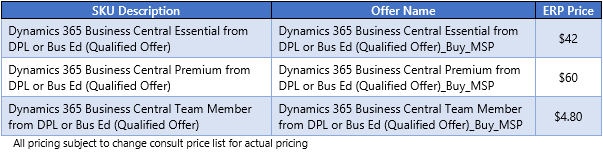 SKU Description Offer Name ERP Price
Dynamics 365 Business Central Essential from Dynamics 365 Business Central Essential from
DPL or Bus Ed (Qualified Offer) DPL or Bus Ed (Qualified Offer)_Buy_MSP $42
Dynamics 365 Business Central Premium from Dynamics 365 Business Central Premium from
DPL or Bus Ed (Qualified Offer) DPL or Bus Ed (Qualified Offer)_Buy_MSP $60
Dynamics 365 Business Central Team Member Dynamics 365 Business Central Team Member
from DPL or Bus Ed (Qualified Offer) from DPL or Bus Ed (Qualified Offer)_Buy_MSP $4.80
All pricing subject to change consult price list for actual pricing